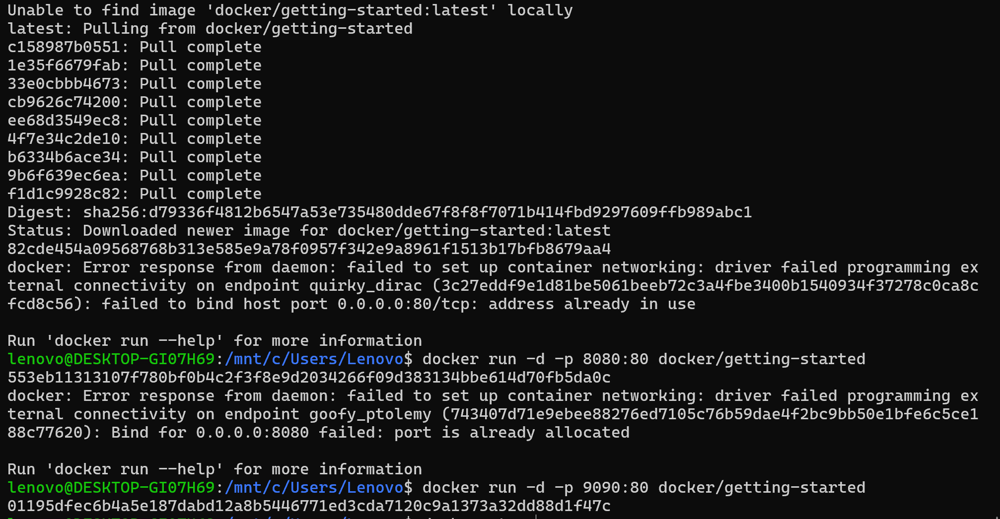 Unable to find image 'docker/getting-started:latest' locally
latest: Pulling from docker/getting-started
c158987b0551: Pull complete
1e35f6679fab: Pull complete
33e0cbbb4673: Pull complete
cb9626c74200: Pull complete
ee68d3549ec8: Pull complete
4f7e34c2de10: Pull complete
b6334b6ace34: Pull complete
9b6f639ec6ea: Pull complete
f1d1c9928c82: Pull complete
Digest: sha256:d79336f4812b6547a53e735480dde67f8f8f7071b414fbd9297609ffb989abc1
Status: Downloaded newer image for docker/getting-started:latest
82cde454a09568768b313e585e9a78f0957f342e9a8961f1513b17bfb8679aa4
docker: Error response from daemon: failed to set up container networking: driver failed programming ex
ternal connectivity on endpoint quirky_dirac (3c27eddf9e1d81be5061beeb72c3a4fbe3400b1540934f37278c0ca8c
fcd8c56): failed to bind host port 0.0.0.0:80/tcp: address already in use
Run 'docker run --help' for more information
lenovo@DESKTOP-GI07H69:/mnt/c/Users/Lenovo$ docker run -d -p 8080:80 docker/getting-started
553eb11313107f780bf0b4c2f3f8e9d2034266f09d383134bbe614d70fb5da0c
docker: Error response from daemon: failed to set up container networking: driver failed programming ex
ternal connectivity on endpoint goofy_ptolemy (743407d71e9ebee88276ed7105c76b59dae4f2bc9bb50e1bfe6c5ce1
88c77620): Bind for 0.0.0.0:8080 failed: port is already allocated
Run 'docker run --help' for more information
lenovo@DESKTOP-GI07H69:/mnt/c/Users/Lenovo$ docker run -d -p 9090:80 docker/getting-started
01195dfec6b4a5e187dabd12a8b5446771ed3cda7120c9a1373a32dd88d1f47c